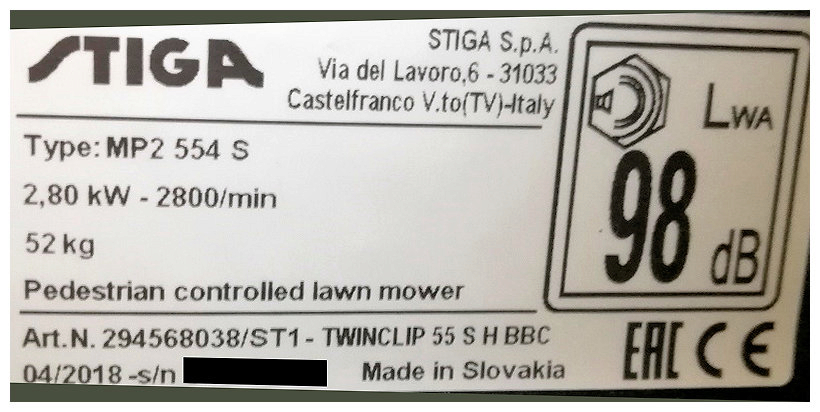 STIGA
STIGA S.p.A.
Via del Lavoro,6 - 31033
Castelfranco V.to(TV)-Italy
Type: MP2 554 S
2,80 kW - 2800/min
52 kg
Pedestrian controlled lawn mower
LWA
98
dB
Art.N. 294568038/ST1 - TWINCLIP 55 S H BBC
04/2018 -s/n
Made in Slovakia
EAC CE